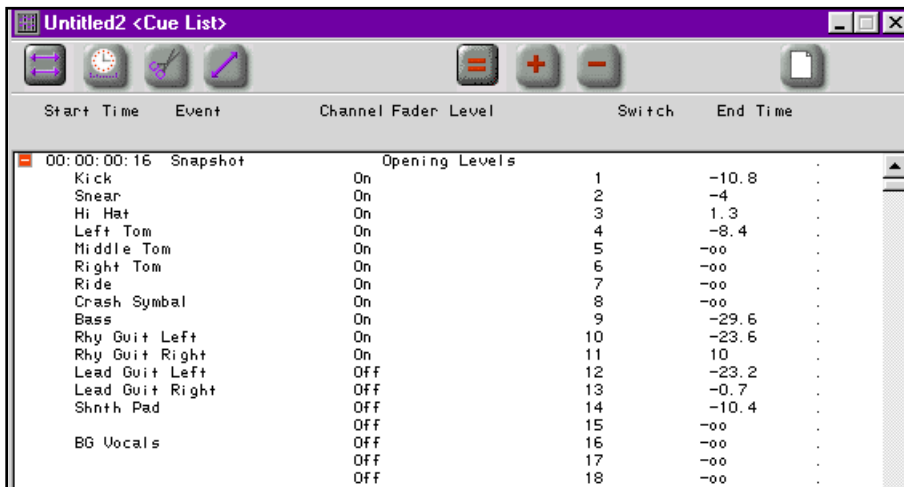 Untitled2 <Cue List>
Start Time Event Channel Fader Level Switch End Time
00:00:00:16 Snapshot Opening Levels .
Kick On 1 -10.8 .
Snear On 2 -4 .
Hi Hat On 3 1.3 .
Left Tom On 4 -8.4 .
Middle Tom On 5 -oo .
Right Tom On 6 -oo .
Ride On 7 -oo .
Crash Symbal On 8 -oo .
Bass On 9 -29.6 .
Rhy Guit Left On 10 -23.6 .
Rhy Guit Right On 11 10 .
Lead Guit Left Off 12 -23.2 .
Lead Guit Right Off 13 -0.7 .
Shnth Pad Off 14 -10.4 .
Off 15 -oo .
BG Vocals Off 16 -oo .
Off 17 -oo .
Off 18 -oo .